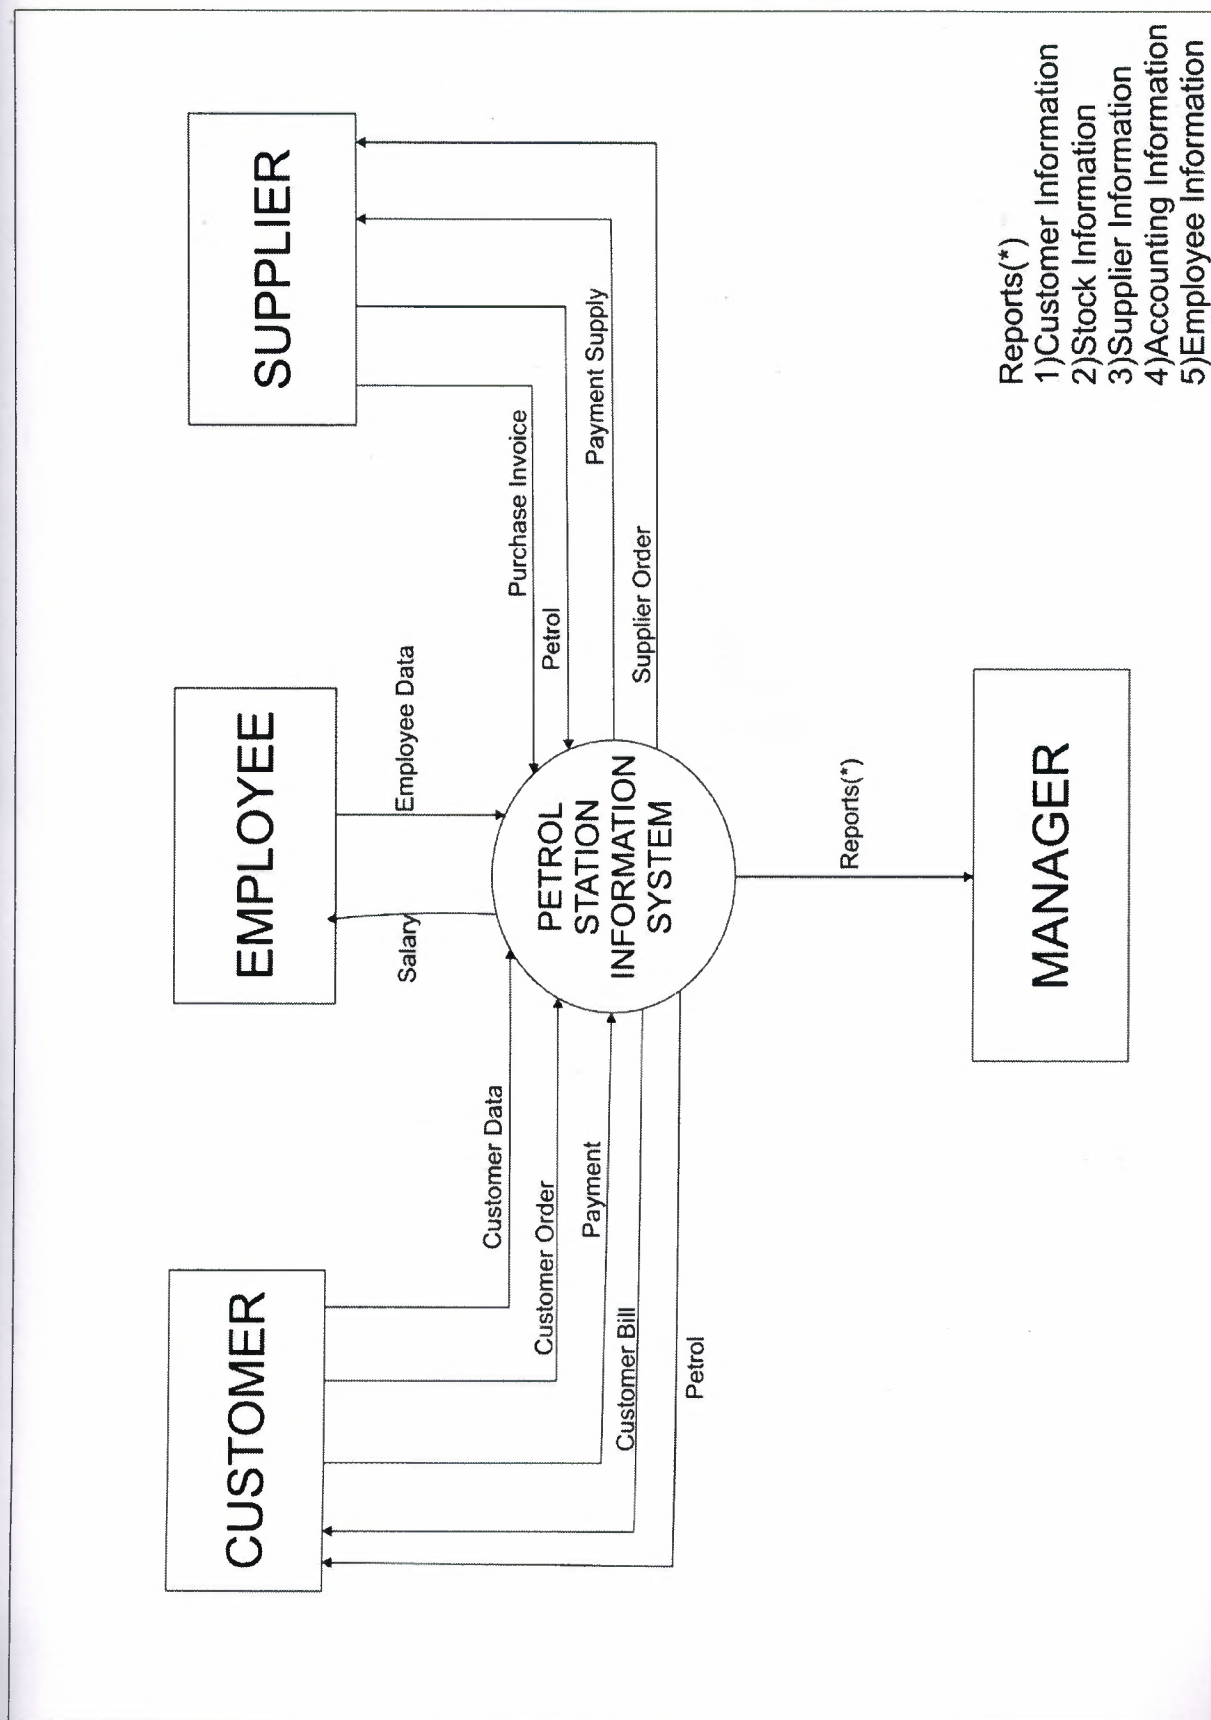 CUSTOMER
EMPLOYEE
SUPPLIER
Customer Data
Customer Order
Payment
Customer Bill
Petrol
Salary
Employee Data
Purchase Invoice
Petrol
Payment Supply
Supplier Order
PETROL
STATION
INFORMATION
SYSTEM
Reports(*)
MANAGER
Reports(*)
1)Customer Information
2)Stock Information
3)Supplier Information
4)Accounting Information
5)Employee Information